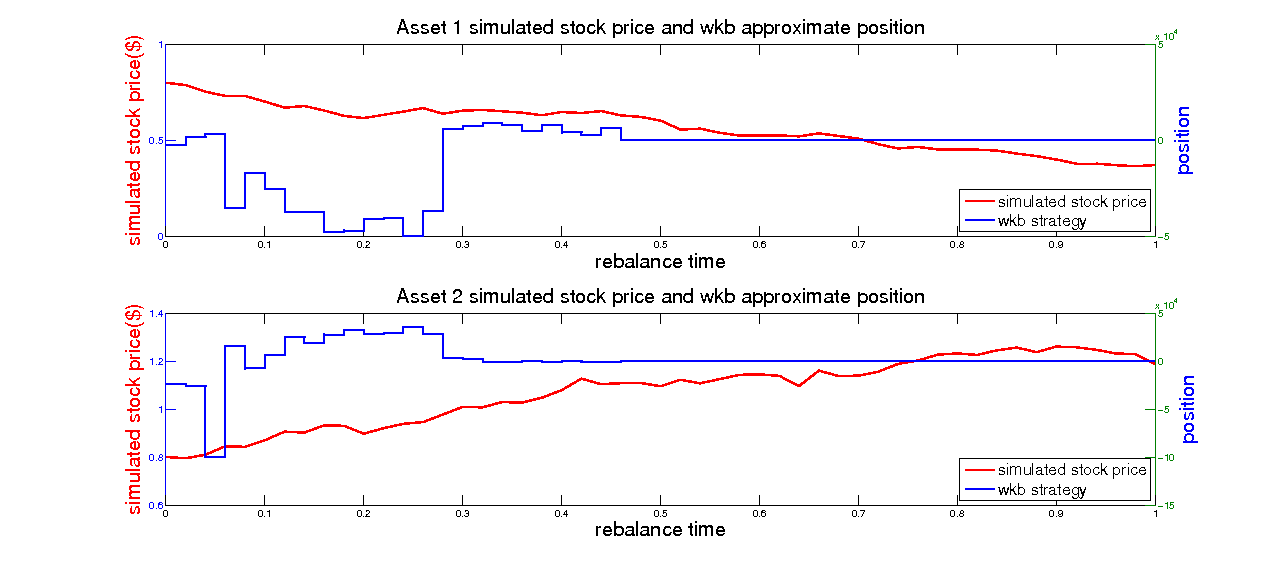 Asset 1 simulated stock price and wkb approximate position
x 10^4
simulated stock price($)
1
0.5
0
5
0
−5
position
simulated stock price
wkb strategy
0 0.1 0.2 0.3 0.4 0.5 0.6 0.7 0.8 0.9 1
rebalance time
Asset 2 simulated stock price and wkb approximate position
x 10^4
simulated stock price($)
1.4
1.2
1
0.8
0.6
5
0
−5
−10
−15
position
simulated stock price
wkb strategy
0 0.1 0.2 0.3 0.4 0.5 0.6 0.7 0.8 0.9 1
rebalance time